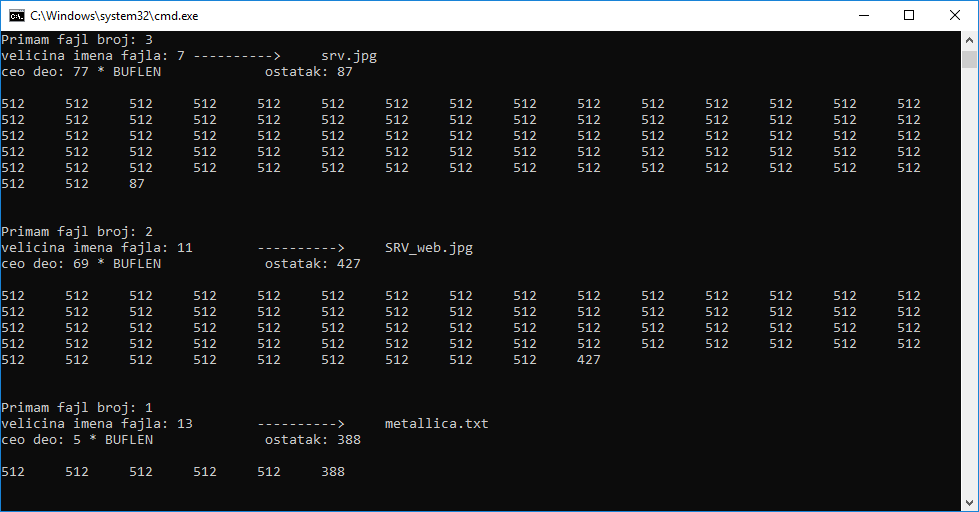 C:\Windows\system32\cmd.exe
Primam fajl broj: 3
velicina imena fajla: 7 ----------> srv.jpg
ceo deo: 77 * BUFLEN ostatak: 87
512 512 512 512 512 512 512 512 512 512 512 512 512 512 512
512 512 512 512 512 512 512 512 512 512 512 512 512 512 512
512 512 512 512 512 512 512 512 512 512 512 512 512 512 512
512 512 512 512 512 512 512 512 512 512 512 512 512 512 512
512 512 512 512 512 512 512 512 512 512 512 512 512 512 512
512 512 87
Primam fajl broj: 2
velicina imena fajla: 11 ----------> SRV_web.jpg
ceo deo: 69 * BUFLEN ostatak: 427
512 512 512 512 512 512 512 512 512 512 512 512 512 512 512
512 512 512 512 512 512 512 512 512 512 512 512 512 512 512
512 512 512 512 512 512 512 512 512 512 512 512 512 512 512
512 512 512 512 512 512 512 512 512 512 512 512 512 512 512
512 512 512 512 512 512 512 512 512 427
Primam fajl broj: 1
velicina imena fajla: 13 ----------> metallica.txt
ceo deo: 5 * BUFLEN ostatak: 388
512 512 512 512 512 388